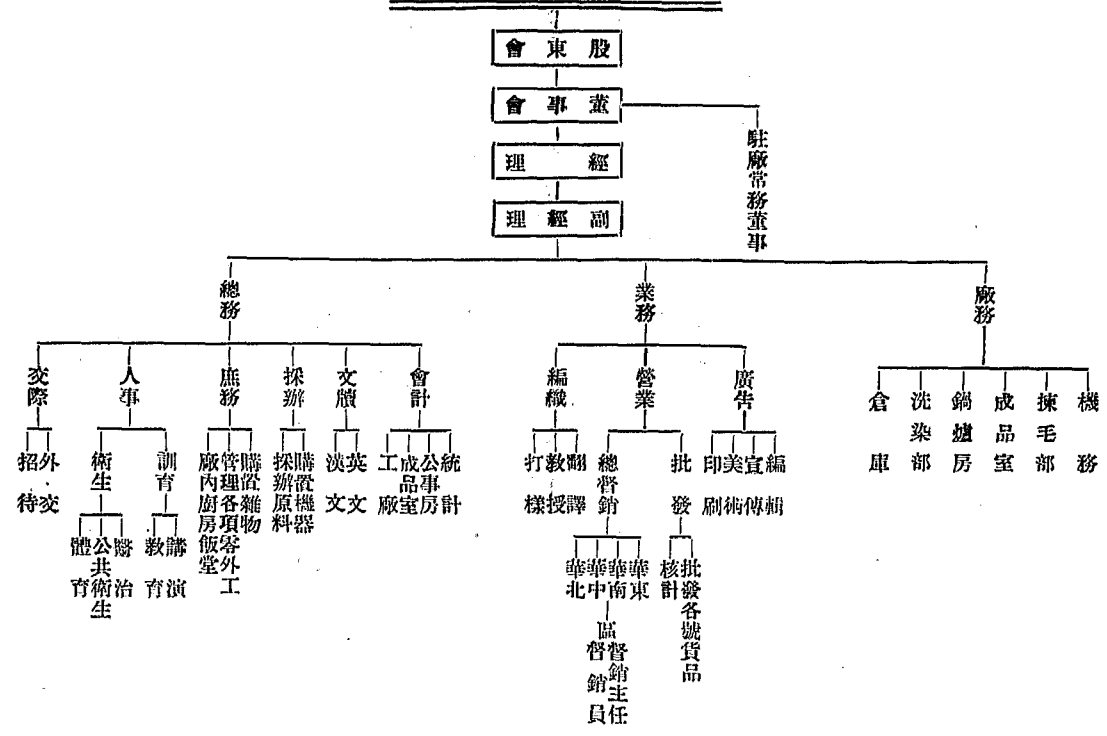 股東會
董事會
駐廠常務董事
經理
副經理
廠務
業務
總務
機務
揀毛部
成品室
鍋爐房
洗染部
倉庫
廣告
營業
編織
編輯
宣傳
美術
印刷
批發
總督銷
翻譯
教授
打樣
批發各號貨品
核計
華東
華南
華中
華北
區督銷主任
督銷員
會計
文牘
採辦
庶務
人事
交際
統計
公事房
成品室
工廠
英文
漢文
購置機器
採辦原料
購置雜物
管理各項零外工
廠內廚房飯堂
訓育
衛生
外交
招待
講演
教育
醫治
公共衛生
體育